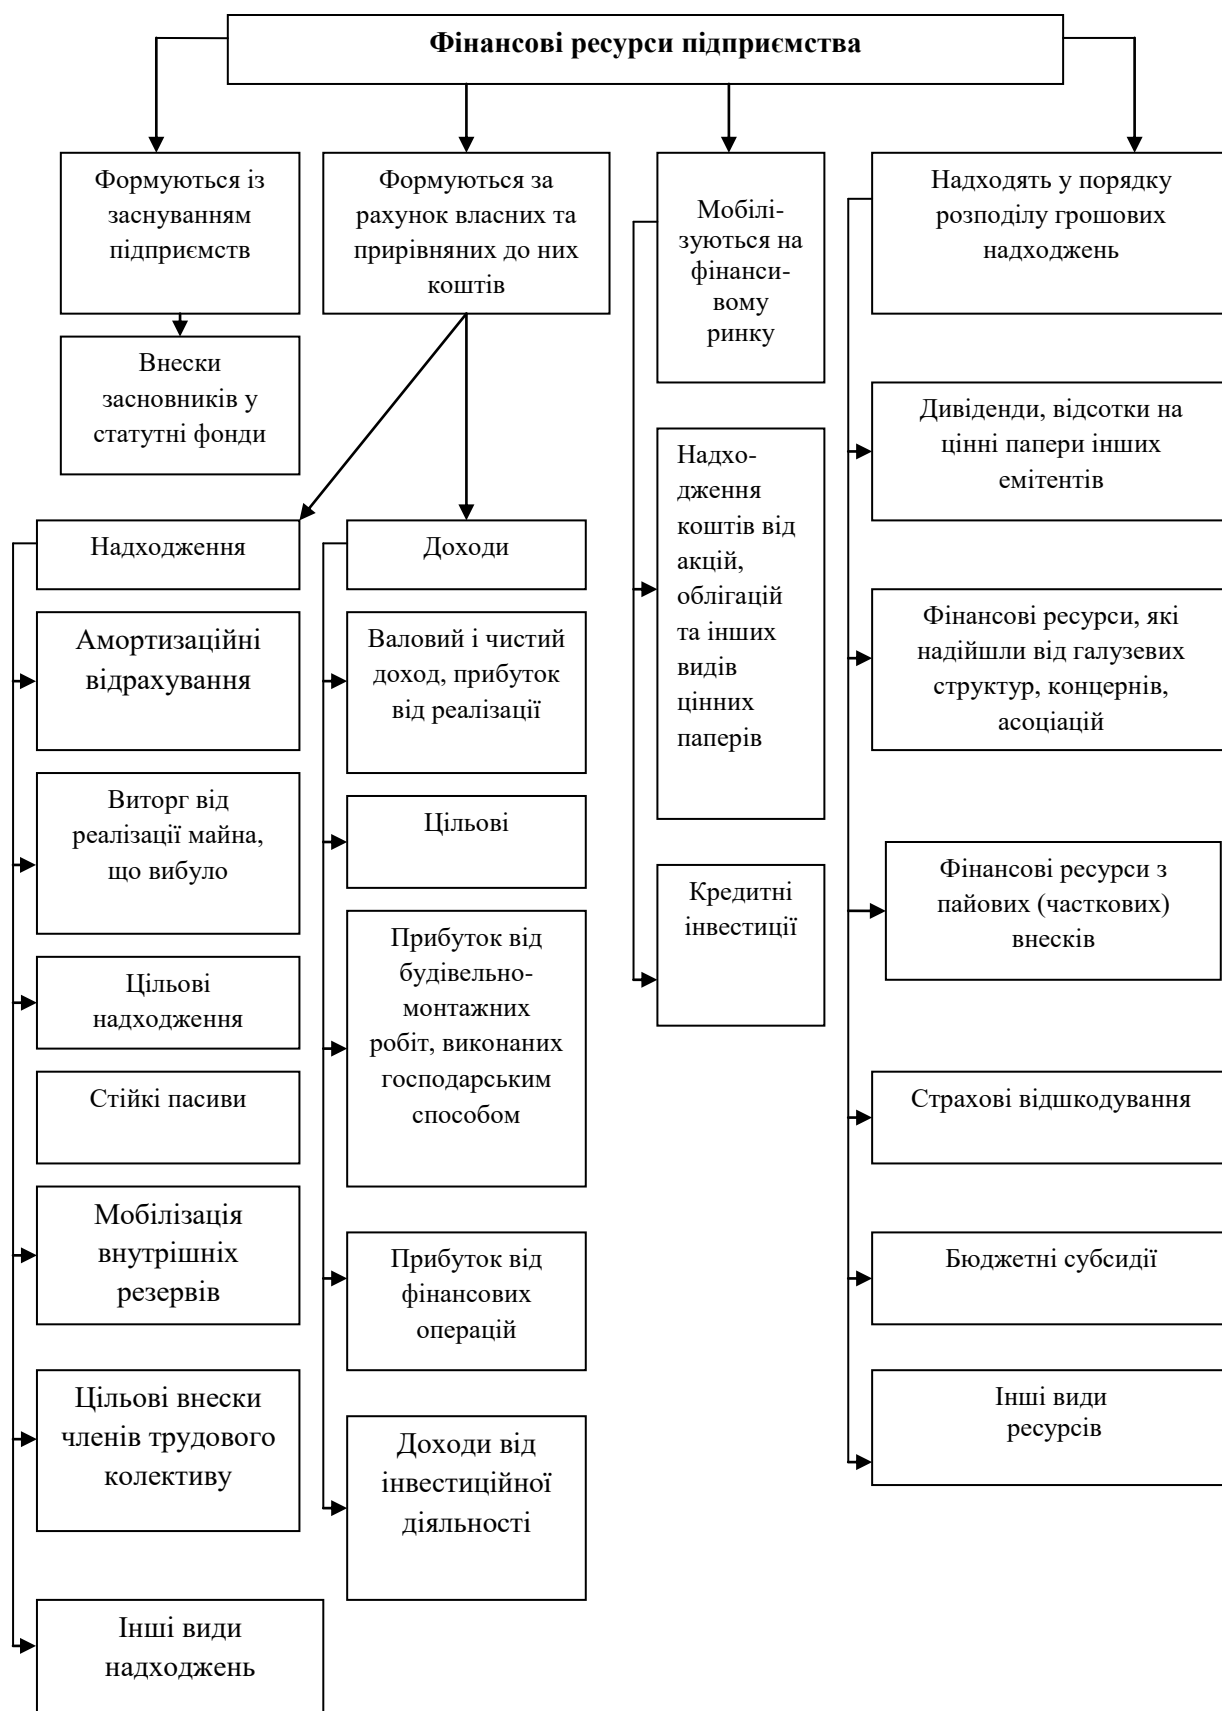 Фінансові ресурси підприємства
Формуються із
заснуванням
підприємств
Внески
засновників у
статутні фонди
Формуються за
рахунок власних та
прирівняних до них
коштів
Надходження
Амортизаційні
відрахування
Виторг від
реалізації майна,
що вибуло
Цільові
надходження
Стійкі пасиви
Мобілізація
внутрішніх
резервів
Цільові внески
членів трудового
колективу
Інші види
надходжень
Доходи
Валовий і чистий
доход, прибуток
від реалізації
Цільові
Прибуток від
будівельно-
монтажних
робіт, виконаних
господарським
способом
Прибуток від
фінансових
операцій
Доходи від
інвестиційної
діяльності
Мобілі-
зуються на
фінанси-
вому
ринку
Надхо-
дження
коштів від
акцій,
облігацій
та інших
видів
цінних
паперів
Кредитні
інвестиції
Надходять у порядку
розподілу грошових
надходжень
Дивіденди, відсотки на
цінні папери інших
емітентів
Фінансові ресурси, які
надійшли від галузевих
структур, концернів,
асоціацій
Фінансові ресурси з
пайових (часткових)
внесків
Страхові відшкодування
Бюджетні субсидії
Інші види
ресурсів